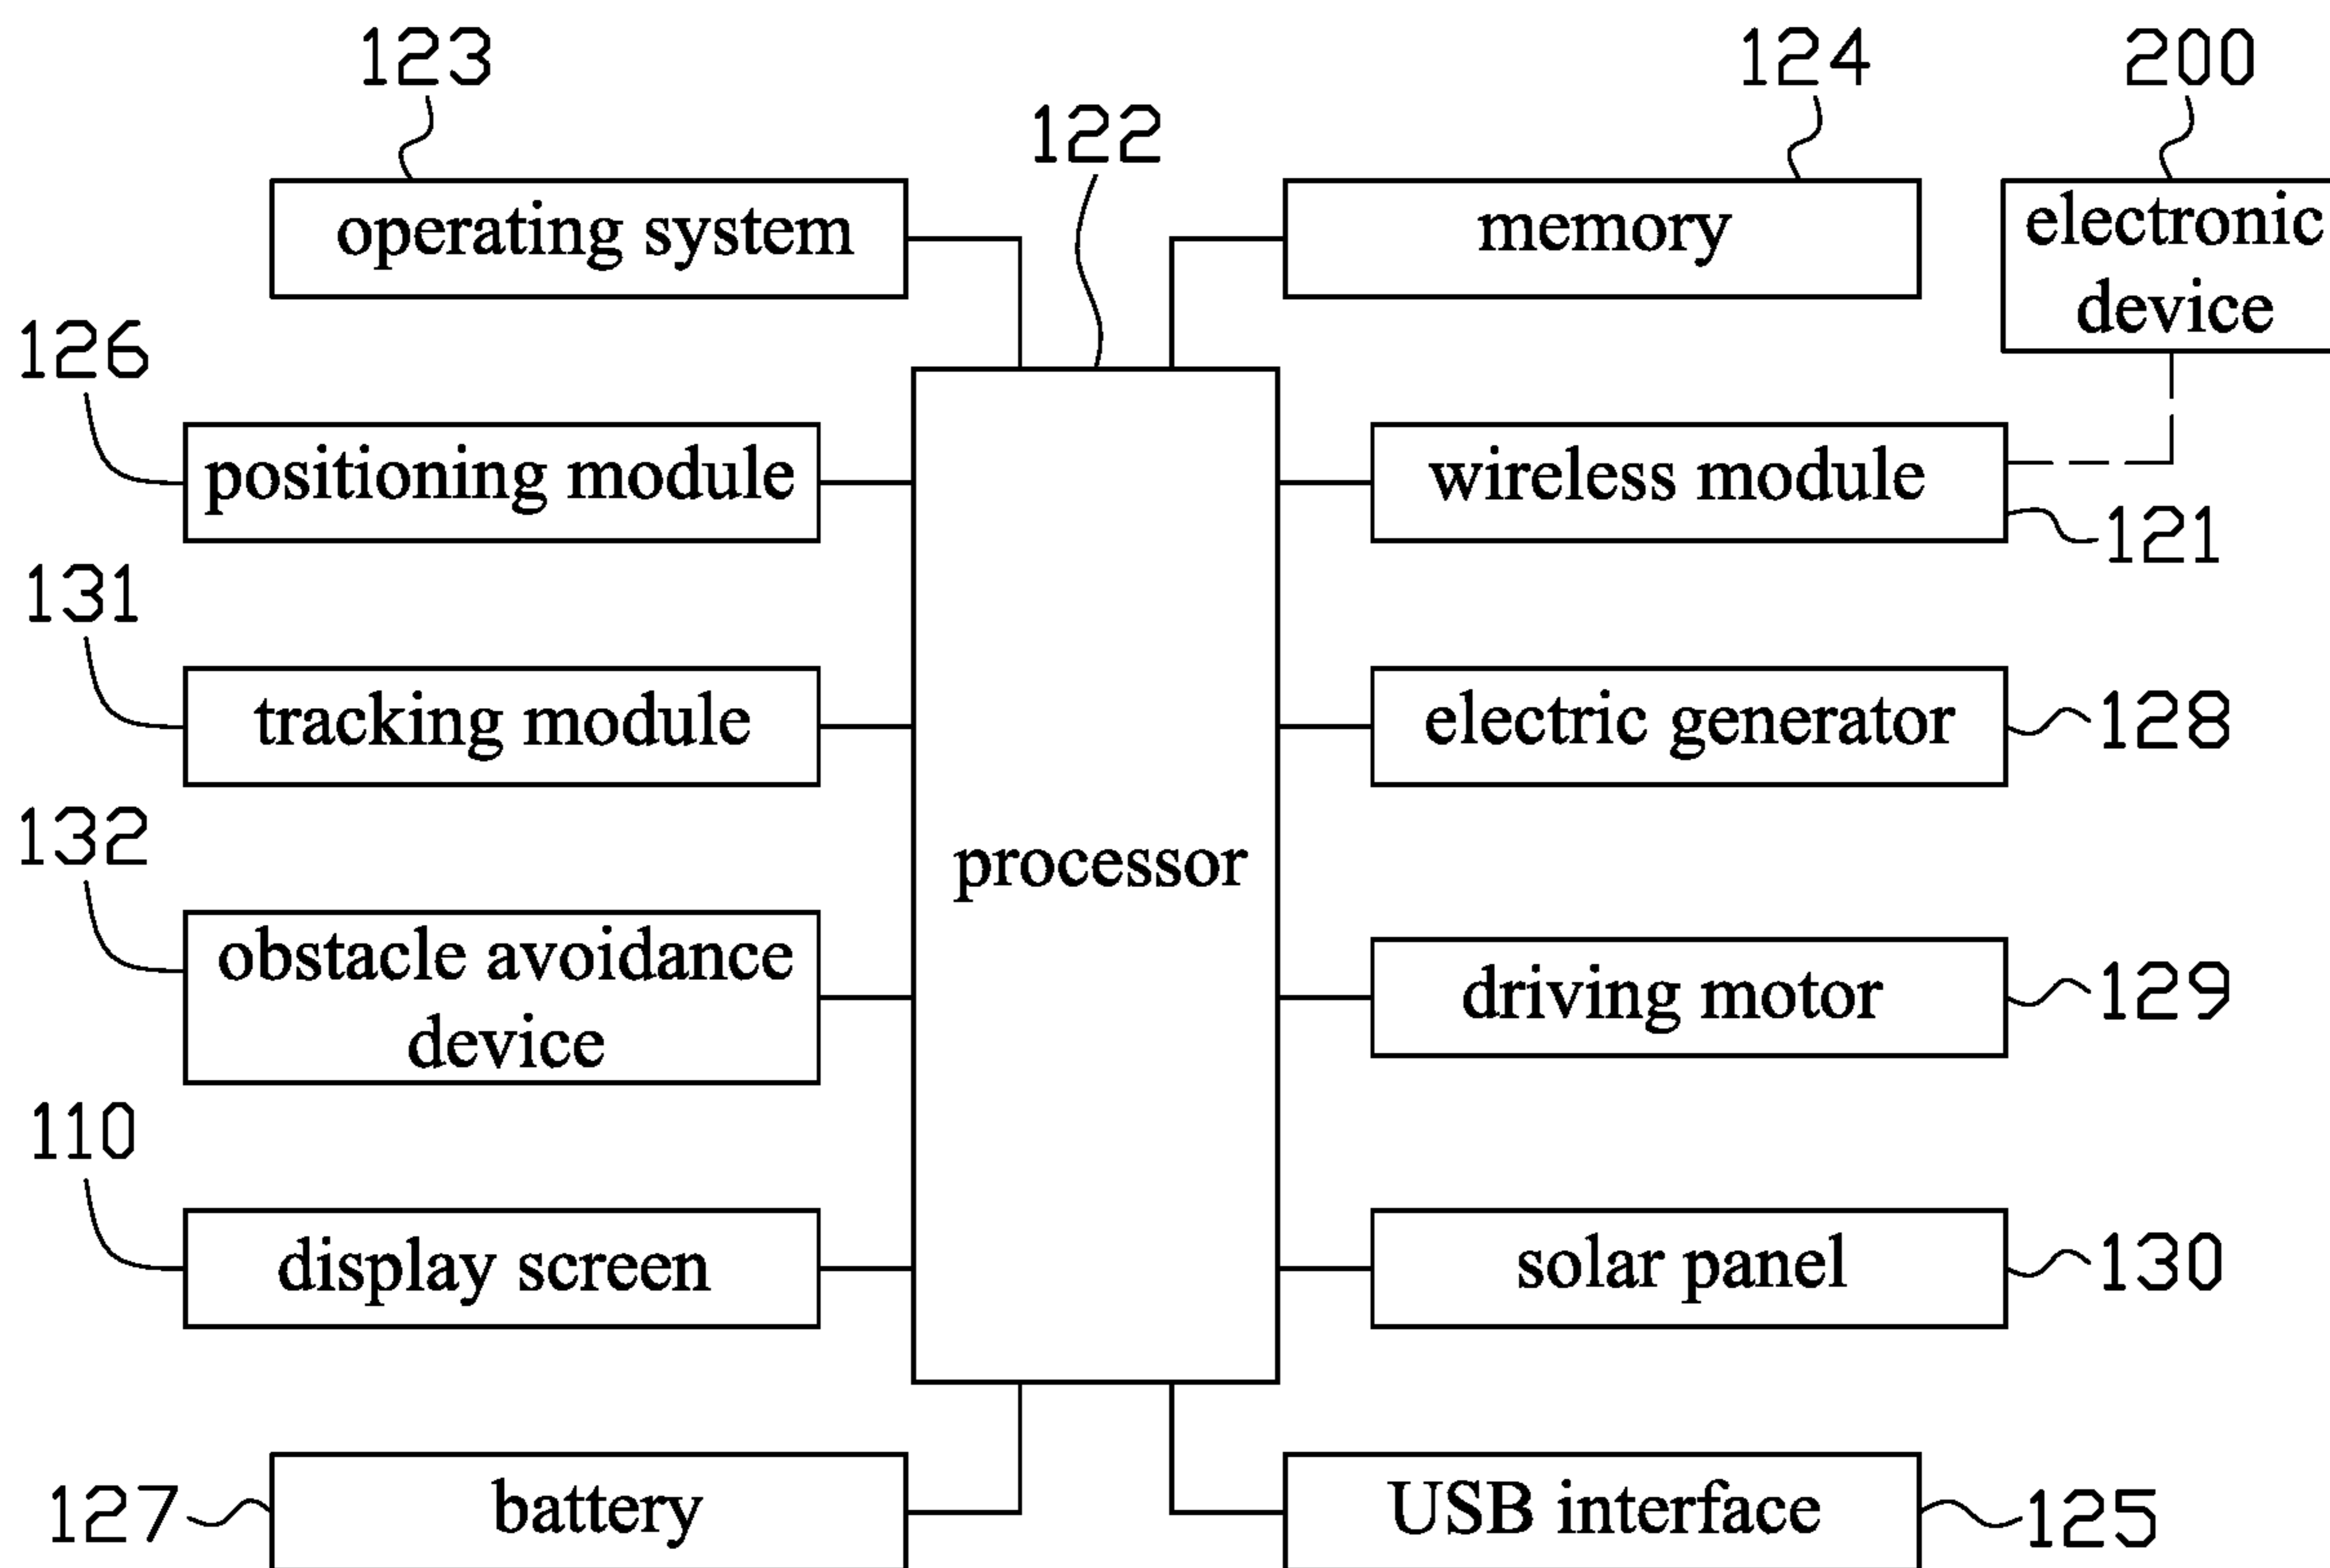 123
124
200
122
operating system
memory
electronic
device
126
positioning module
wireless module
121
131
tracking module
electric generator
128
132
obstacle avoidance
device
processor
driving motor
129
110
display screen
solar panel
130
127
battery
USB interface
125